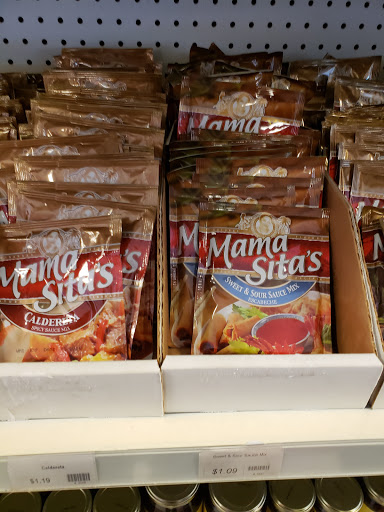 Mama
Mama
Sita's
CALDERETA
SPICY SAUCE MIX
Mama
Sita's
SWEET & SOUR SAUCE MIX
ESCABECHE
Caldereta
$1.19
Sweet & Sour Sauce Mix
$1.09